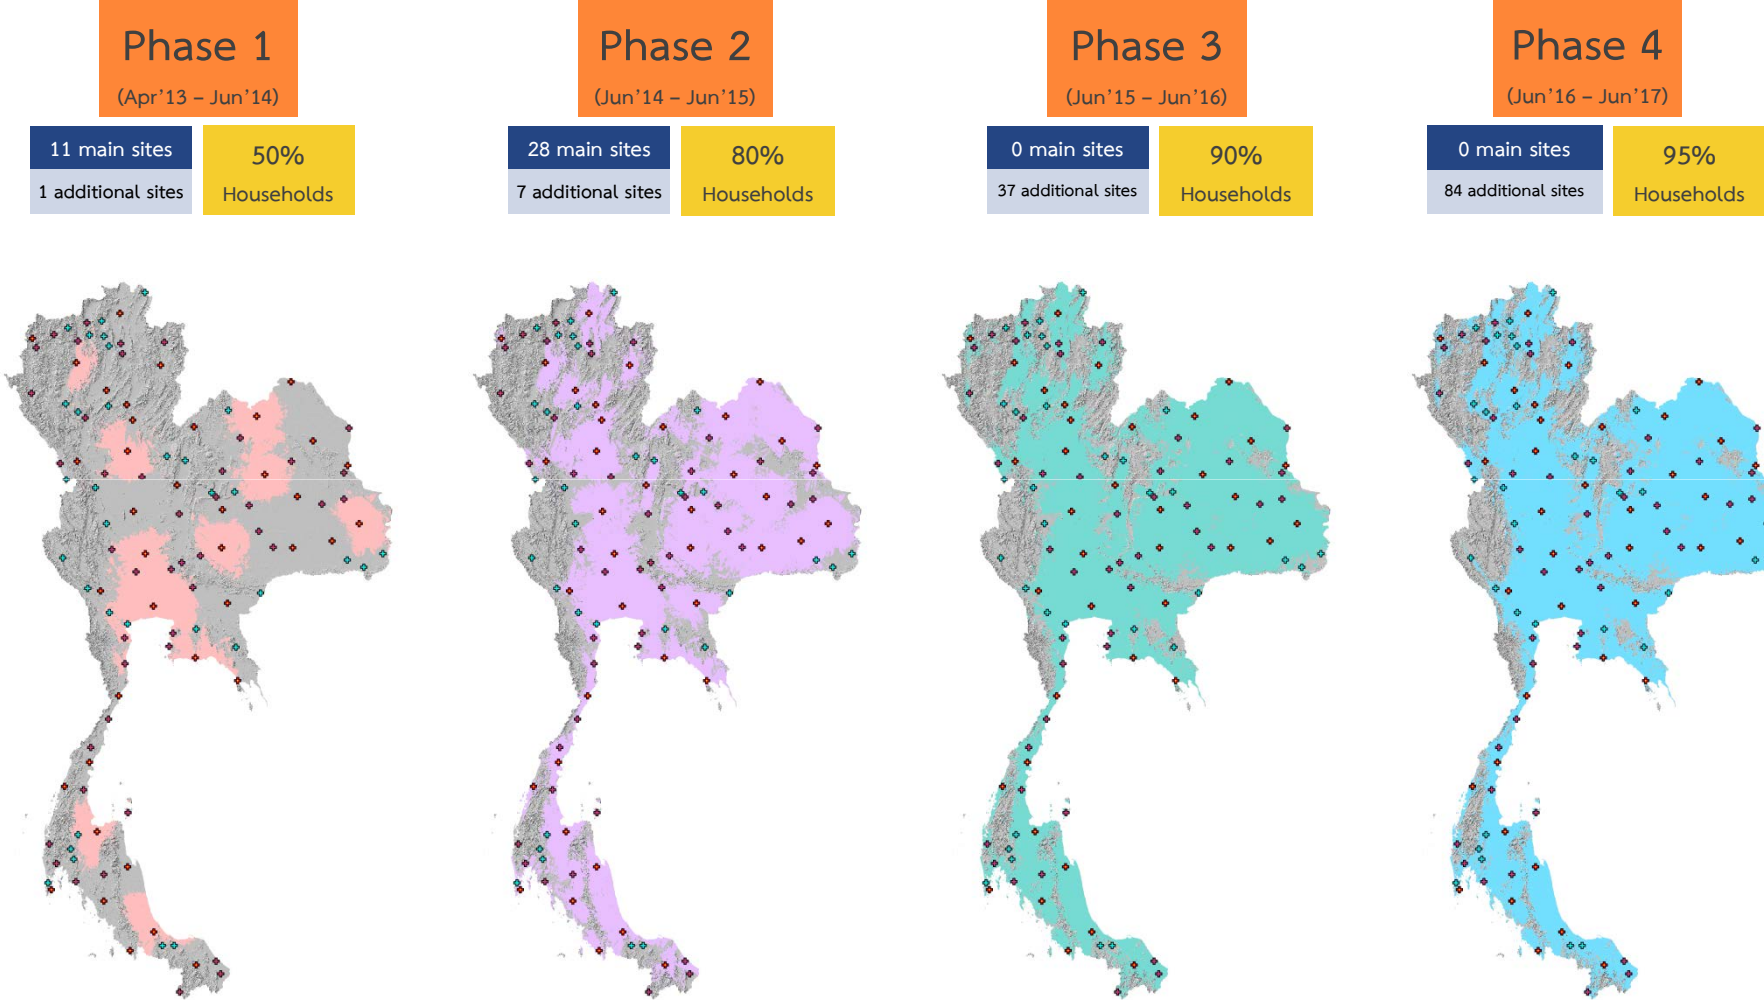 Phase 1
(Apr’13 – Jun’14)
11 main sites
1 additional sites
50%
Households
Phase 2
(Jun’14 – Jun’15)
28 main sites
7 additional sites
80%
Households
Phase 3
(Jun’15 – Jun’16)
0 main sites
37 additional sites
90%
Households
Phase 4
(Jun’16 – Jun’17)
0 main sites
84 additional sites
95%
Households